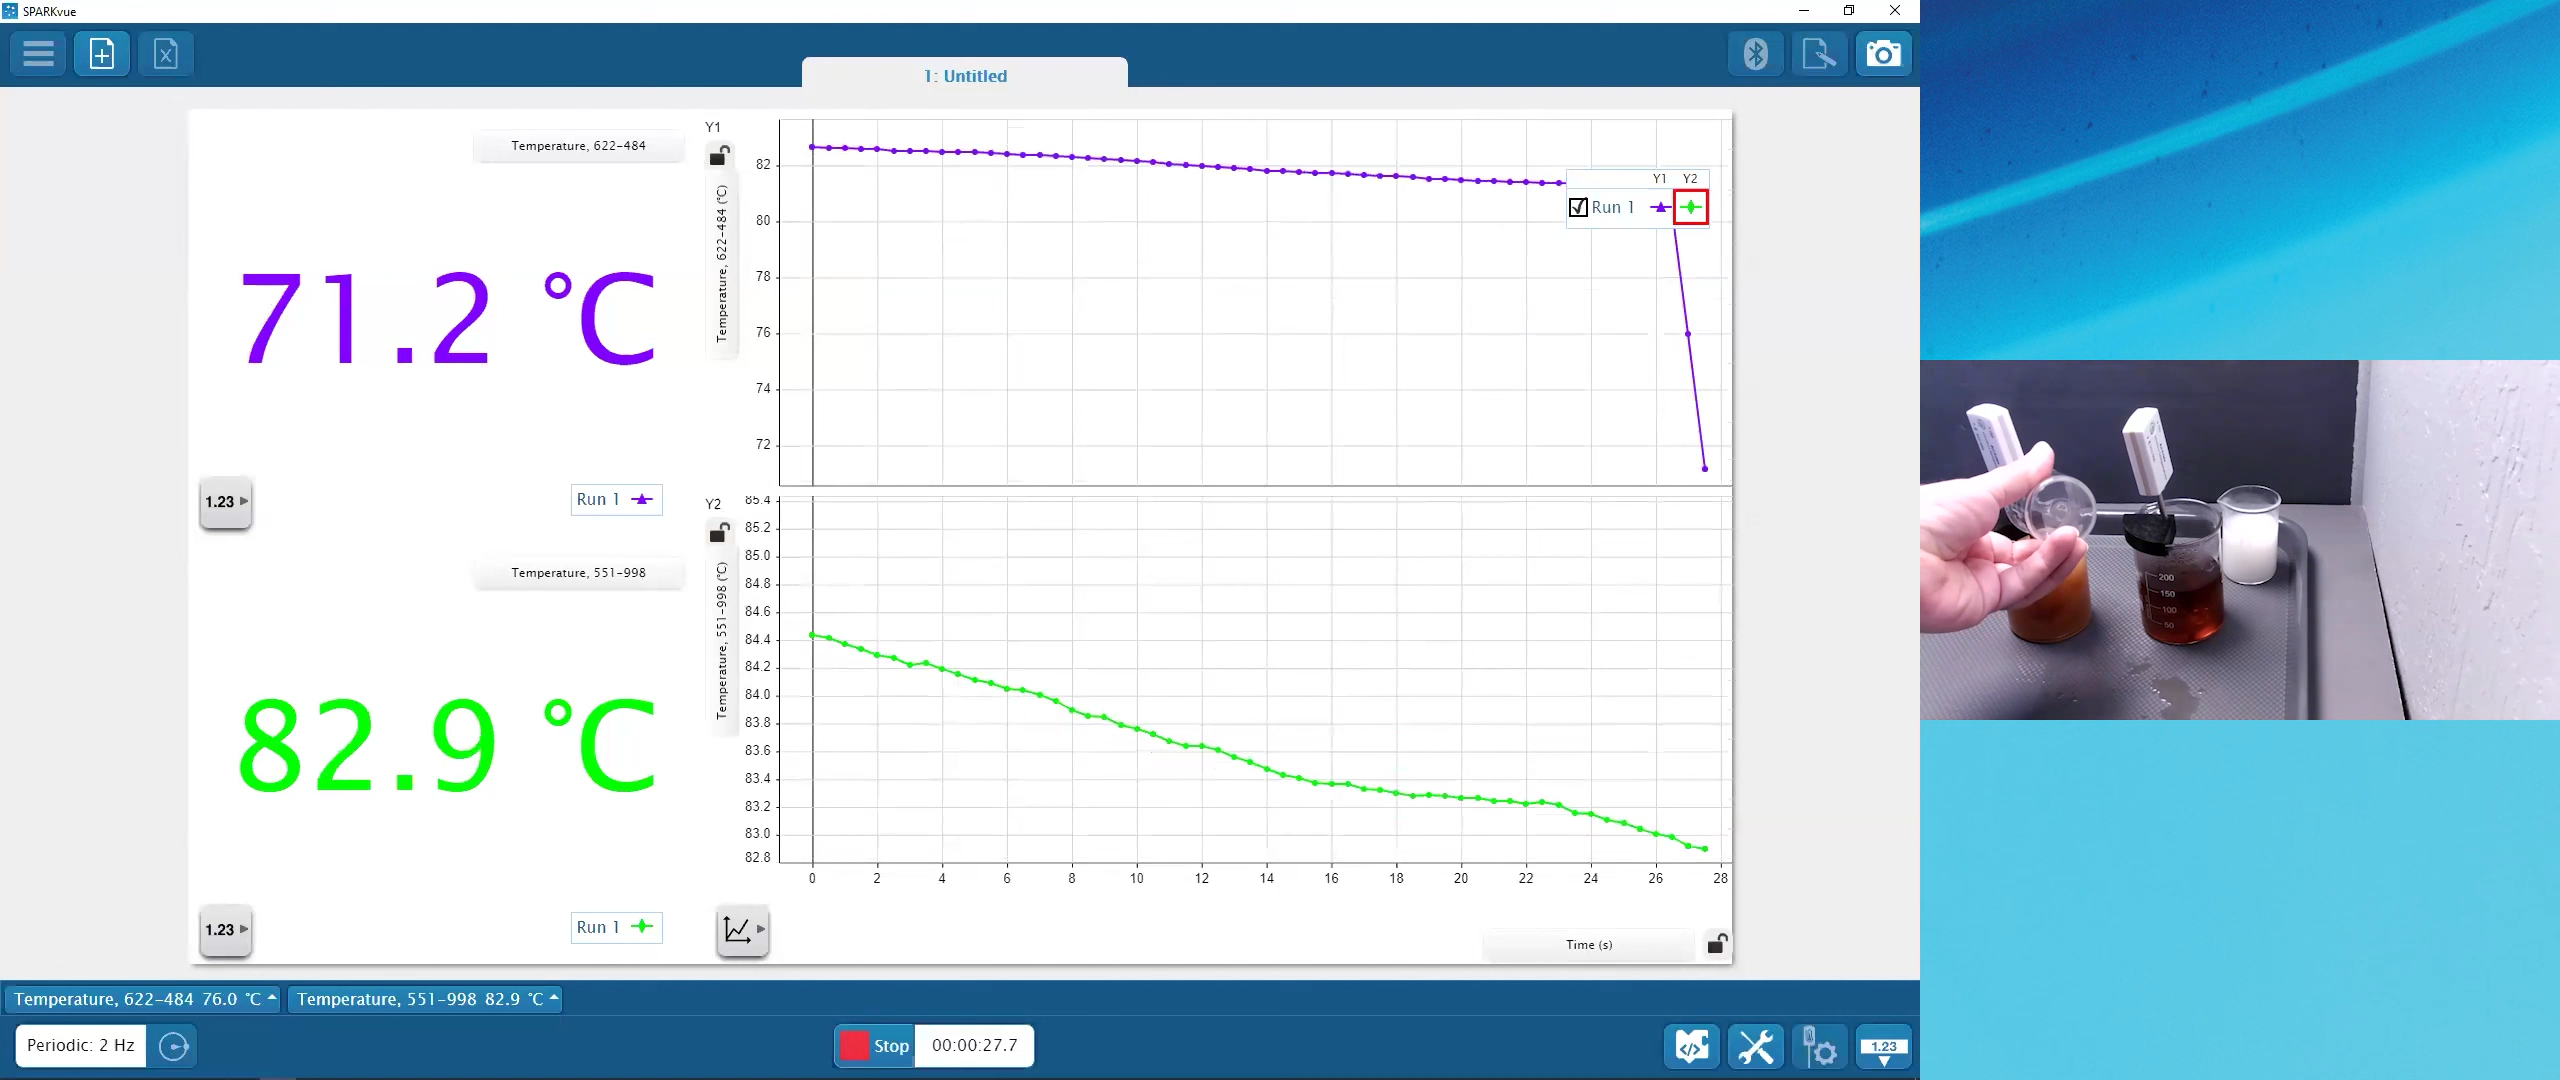 SPARKvue
1: Untitled
Temperature, 622-484
71.2 °C
1.23
Run 1
Temperature, 551-998
82.9 °C
1.23
Run 1
Y1
Temperature, 622-484 (°C)
82
80
78
76
74
72
Y1 Y2
Run 1
Y2
Temperature, 551-998 (°C)
85.4
85.2
85.0
84.8
84.6
84.4
84.2
84.0
83.8
83.6
83.4
83.2
83.0
82.8
0 2 4 6 8 10 12 14 16 18 20 22 24 26 28
Time (s)
200
150
100
50
Temperature, 622-484 76.0 °C
Temperature, 551-998 82.9 °C
Periodic: 2 Hz
Stop
00:00:27.7
1.23